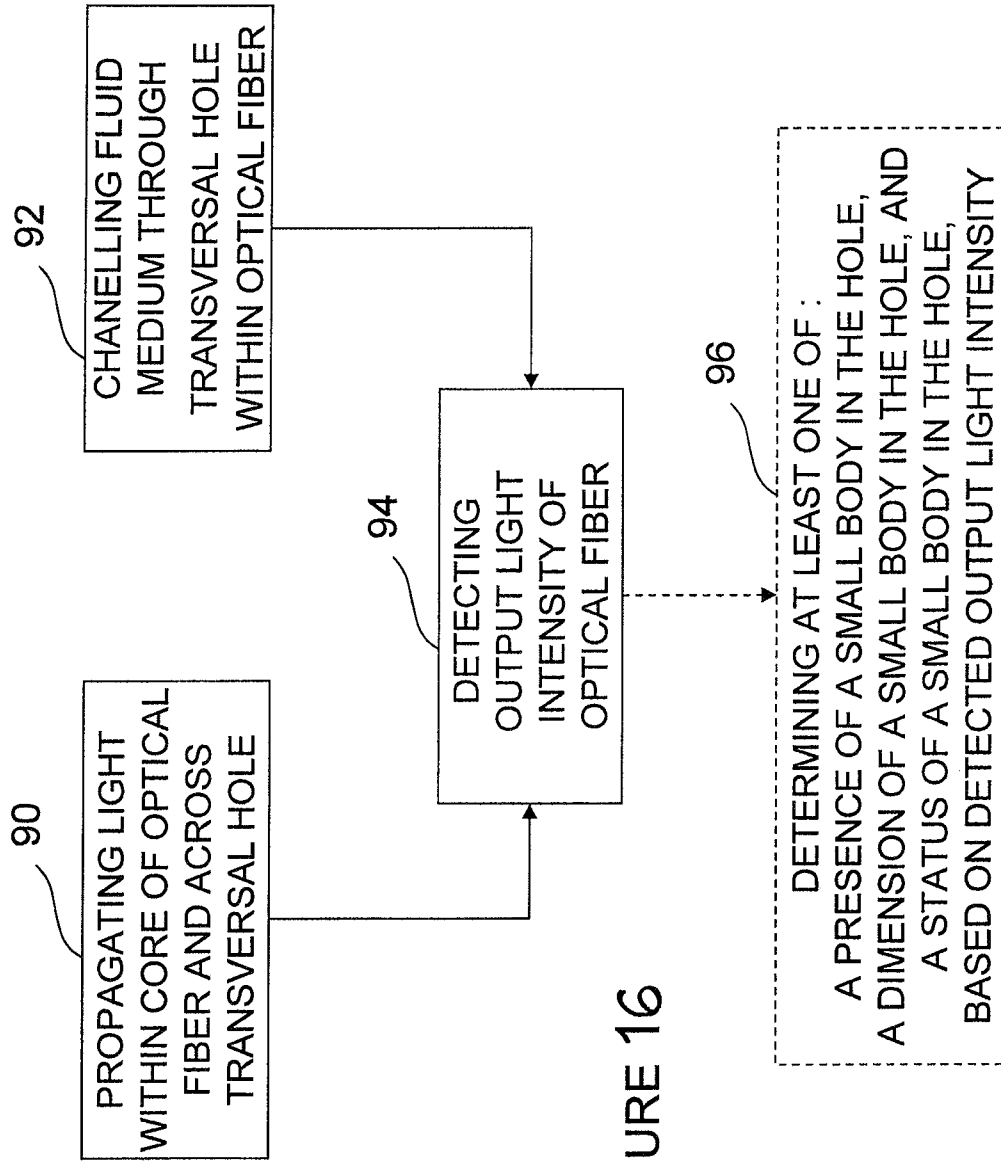 90
PROPAGATING LIGHT
WITHIN CORE OF OPTICAL
FIBER AND ACROSS
TRANSVERSAL HOLE
92
CHANELLING FLUID
MEDIUM THROUGH
TRANSVERSAL HOLE
WITHIN OPTICAL FIBER
94
DETECTING
OUTPUT LIGHT
INTENSITY OF
OPTICAL FIBER
URE 16
96
DETERMINING AT LEAST ONE OF :
A PRESENCE OF A SMALL BODY IN THE HOLE,
A DIMENSION OF A SMALL BODY IN THE HOLE, AND
A STATUS OF A SMALL BODY IN THE HOLE,
BASED ON DETECTED OUTPUT LIGHT INTENSITY